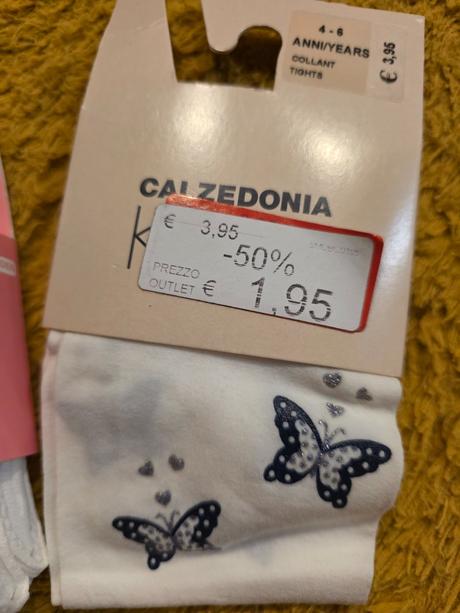 4 - 6
ANNI/YEARS
COLLANT
TIGHTS
€ 3,95
CALZEDONIA
K
€ 3,95
-50%
PREZZO
OUTLET € 1,95